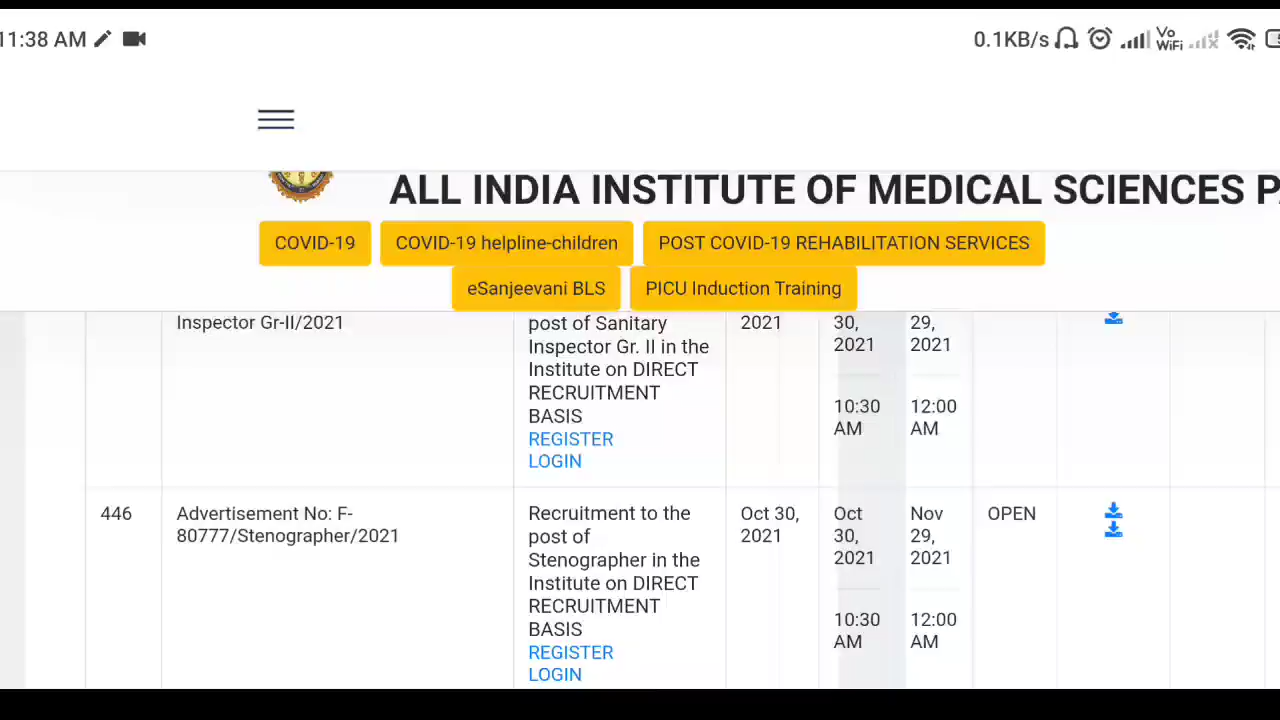 11:38 AM
0.1KB/s
Vo
WiFi
ALL INDIA INSTITUTE OF MEDICAL SCIENCES
COVID-19
COVID-19 helpline-children
POST COVID-19 REHABILITATION SERVICES
eSanjeevani BLS
PICU Induction Training
Inspector Gr-II/2021
post of Sanitary
Inspector Gr. II in the
Institute on DIRECT
RECRUITMENT
BASIS
REGISTER
LOGIN
2021
30,
2021
10:30
AM
29,
2021
12:00
AM
446
Advertisement No: F-
80777/Stenographer/2021
Recruitment to the
post of
Stenographer in the
Institute on DIRECT
RECRUITMENT
BASIS
REGISTER
LOGIN
Oct 30,
2021
Oct
30,
2021
10:30
AM
Nov
29,
2021
12:00
AM
OPEN